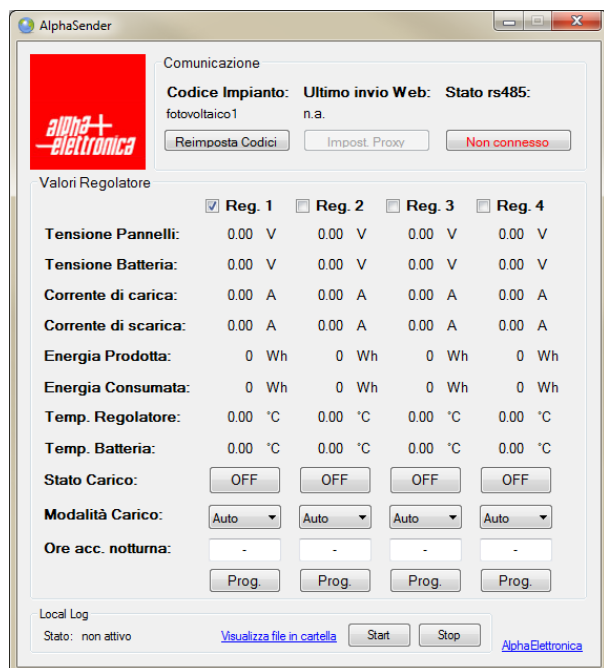 AlphaSender
alpha+
elettronica
Comunicazione
Codice Impianto: Ultimo invio Web: Stato rs485:
fotovoltaico1 n.a.
Reimposta Codici Impost. Proxy Non connesso
Valori Regolatore
Reg. 1 Reg. 2 Reg. 3 Reg. 4
Tensione Pannelli: 0.00 V 0.00 V 0.00 V 0.00 V
Tensione Batteria: 0.00 V 0.00 V 0.00 V 0.00 V
Corrente di carica: 0.00 A 0.00 A 0.00 A 0.00 A
Corrente di scarica: 0.00 A 0.00 A 0.00 A 0.00 A
Energia Prodotta: 0 Wh 0 Wh 0 Wh 0 Wh
Energia Consumata: 0 Wh 0 Wh 0 Wh 0 Wh
Temp. Regolatore: 0.00 °C 0.00 °C 0.00 °C 0.00 °C
Temp. Batteria: 0.00 °C 0.00 °C 0.00 °C 0.00 °C
Stato Carico: OFF OFF OFF OFF
Modalità Carico: Auto Auto Auto Auto
Ore acc. notturna: - - - -
Prog. Prog. Prog. Prog.
Local Log
Stato: non attivo Visualizza file in cartella Start Stop
AlphaElettronica